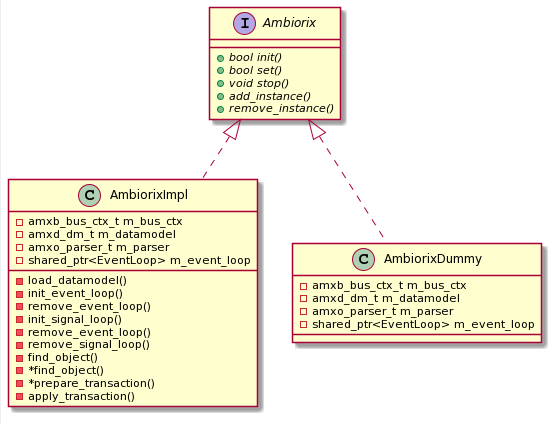 I Ambiorix
bool init()
bool set()
void stop()
add_instance()
remove_instance()
C AmbiorixImpl
amxb_bus_ctx_t m_bus_ctx
amxd_dm_t m_datamodel
amxo_parser_t m_parser
shared_ptr<EventLoop> m_event_loop
load_datamodel()
init_event_loop()
remove_event_loop()
init_signal_loop()
remove_event_loop()
remove_signal_loop()
find_object()
*find_object()
*prepare_transaction()
apply_transaction()
C AmbiorixDummy
amxb_bus_ctx_t m_bus_ctx
amxd_dm_t m_datamodel
amxo_parser_t m_parser
shared_ptr<EventLoop> m_event_loop